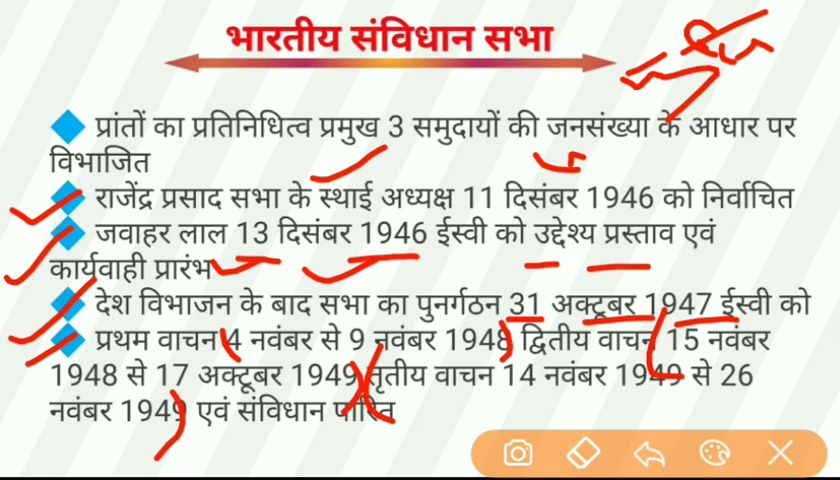 भारतीय संविधान सभा
प्रांतों का प्रतिनिधित्व प्रमुख 3 समुदायों की जनसंख्या के आधार पर
विभाजित
राजेंद्र प्रसाद सभा के स्थाई अध्यक्ष 11 दिसंबर 1946 को निर्वाचित
जवाहर लाल 13 दिसंबर 1946 ईस्वी को उद्देश्य प्रस्ताव एवं
कार्यवाही प्रारंभ
देश विभाजन के बाद सभा का पुनर्गठन 31 अक्टूबर 1947 ईस्वी को
प्रथम वाचन 4 नवंबर से 9 नवंबर 1948 द्वितीय वाचन 15 नवंबर
1948 से 17 अक्टूबर 1949 तृतीय वाचन 14 नवंबर 1949 से 26
नवंबर 1949 एवं संविधान पारित